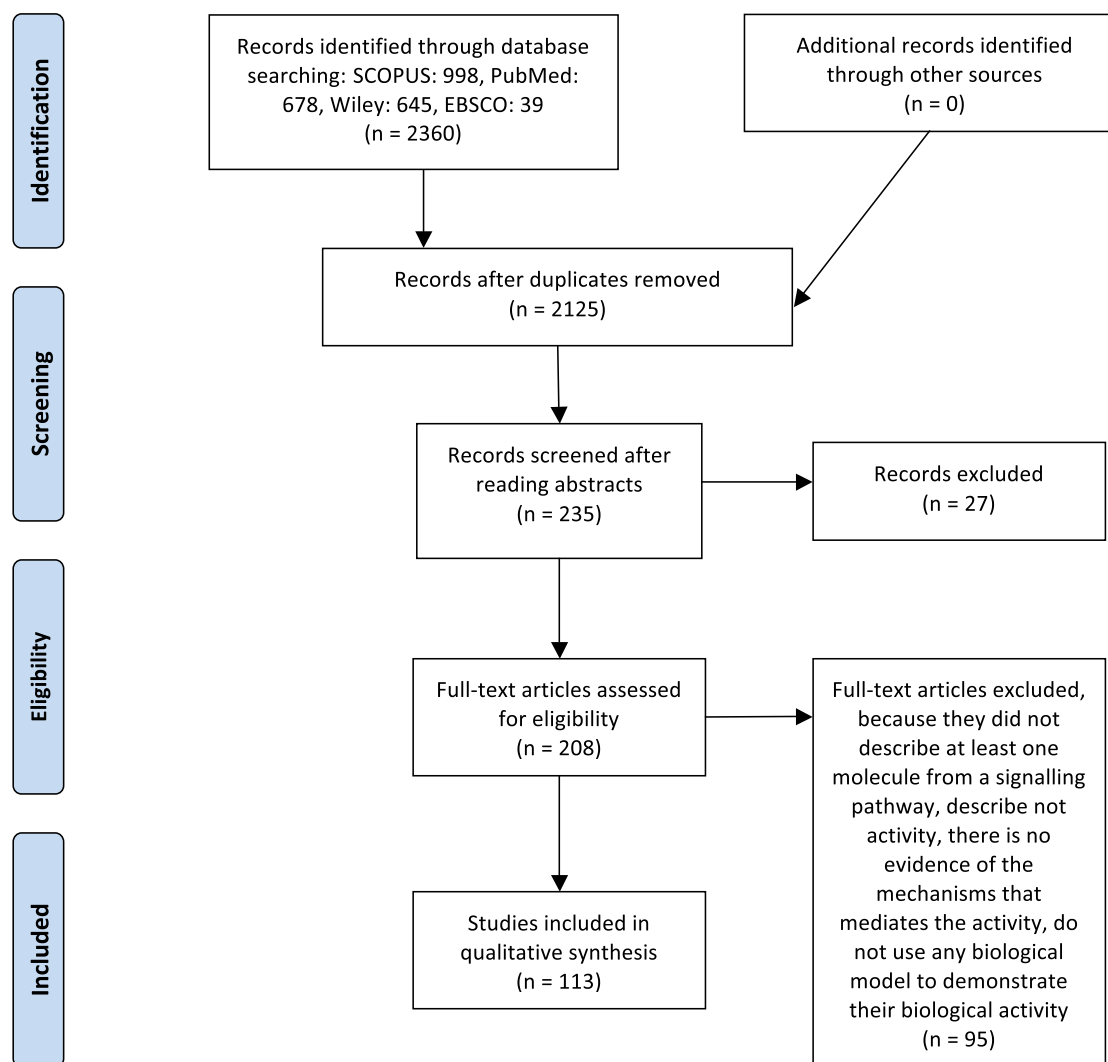 Identification
Records identified through database
searching: SCOPUS: 998, PubMed:
678, Wiley: 645, EBSCO: 39
(n = 2360)
Additional records identified
through other sources
(n = 0)
Records after duplicates removed
(n = 2125)
Screening
Records screened after
reading abstracts
(n = 235)
Records excluded
(n = 27)
Eligibility
Full-text articles assessed
for eligibility
(n = 208)
Full-text articles excluded,
because they did not
describe at least one
molecule from a signalling
pathway, describe not
activity, there is no
evidence of the
mechanisms that
mediates the activity, do
not use any biological
model to demonstrate
their biological activity
(n = 95)
Included
Studies included in
qualitative synthesis
(n = 113)